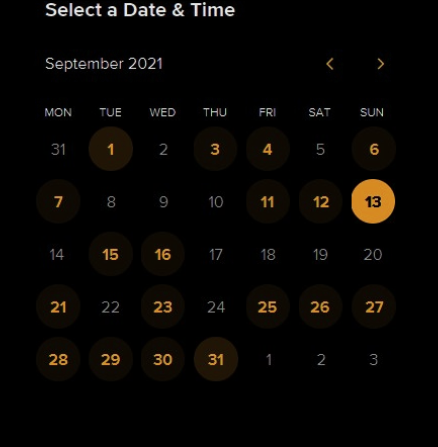 Select a Date & Time
September 2021
MON TUE WED THU FRI SAT SUN
31 1 2 3 4 5 6
7 8 9 10 11 12 13
14 15 16 17 18 19 20
21 22 23 24 25 26 27
28 29 30 31 1 2 3